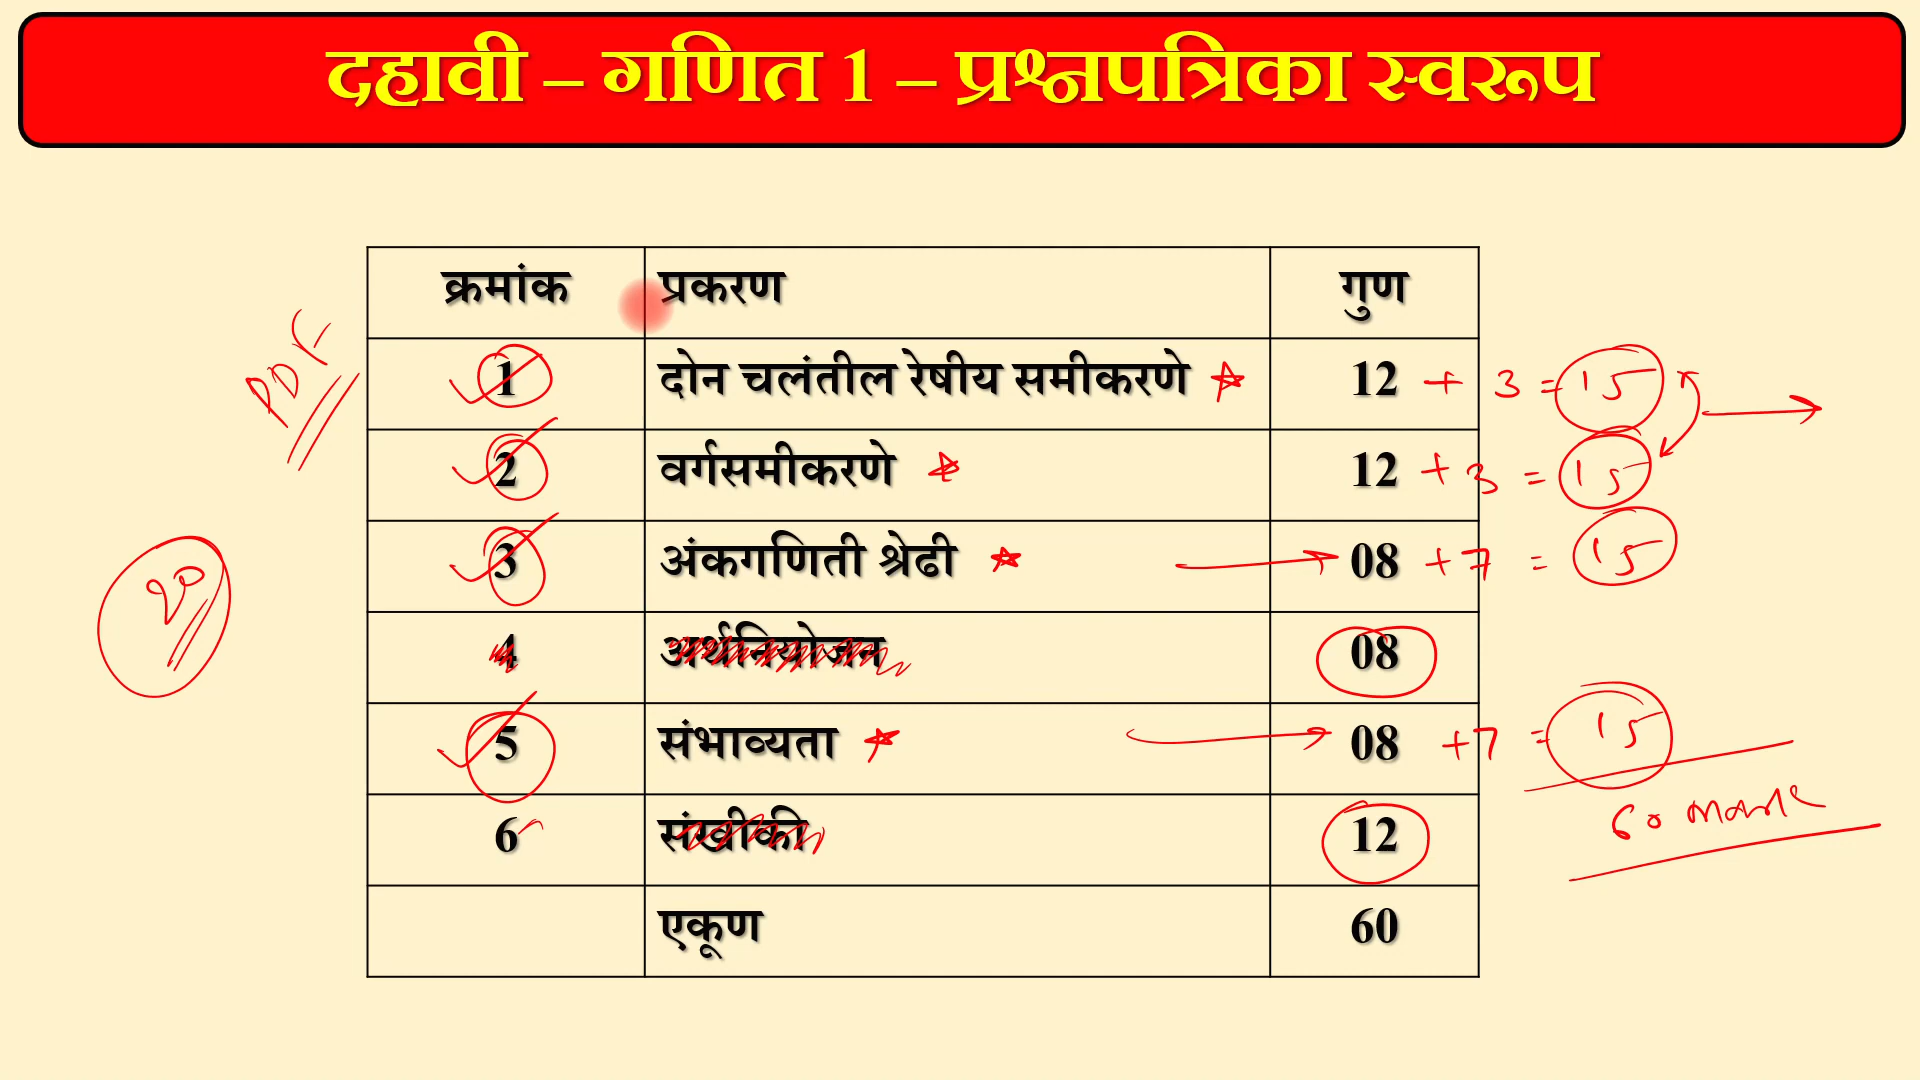 दहावी – गणित 1 – प्रश्नपत्रिका स्वरूप
क्रमांक प्रकरण गुण
PDF
1 दोन चलंतील रेषीय समीकरणे 12 + 3 = 15
2 वर्गसमीकरणे 12 + 3 = 15
3 अंकगणिती श्रेढी 08 + 7 = 15
4 अर्थनियोजन 08
5 संभाव्यता 08 + 7 = 15
6 संखीकी 12
60 mark
एकूण 60